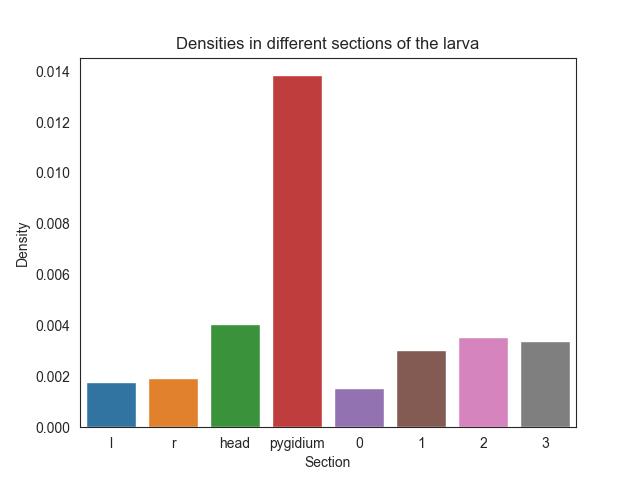 Densities in different sections of the larva
0.014
0.012
0.010
0.008
0.006
0.004
0.002
0.000
Density
l r head pygidium 0 1 2 3
Section